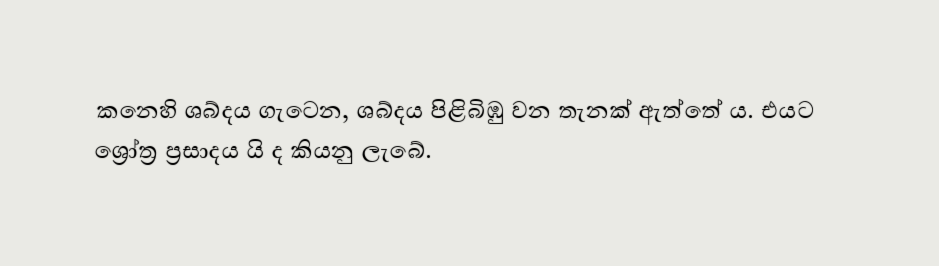 කනෙහි ශබ්දය ගැටෙන, ශබ්දය පිළිබිඹු වන තැනක් ඇත්තේ ය. එයට
ශ්‍රෝත්‍ර ප්‍රසාදය යි ද කියනු ලැබේ.